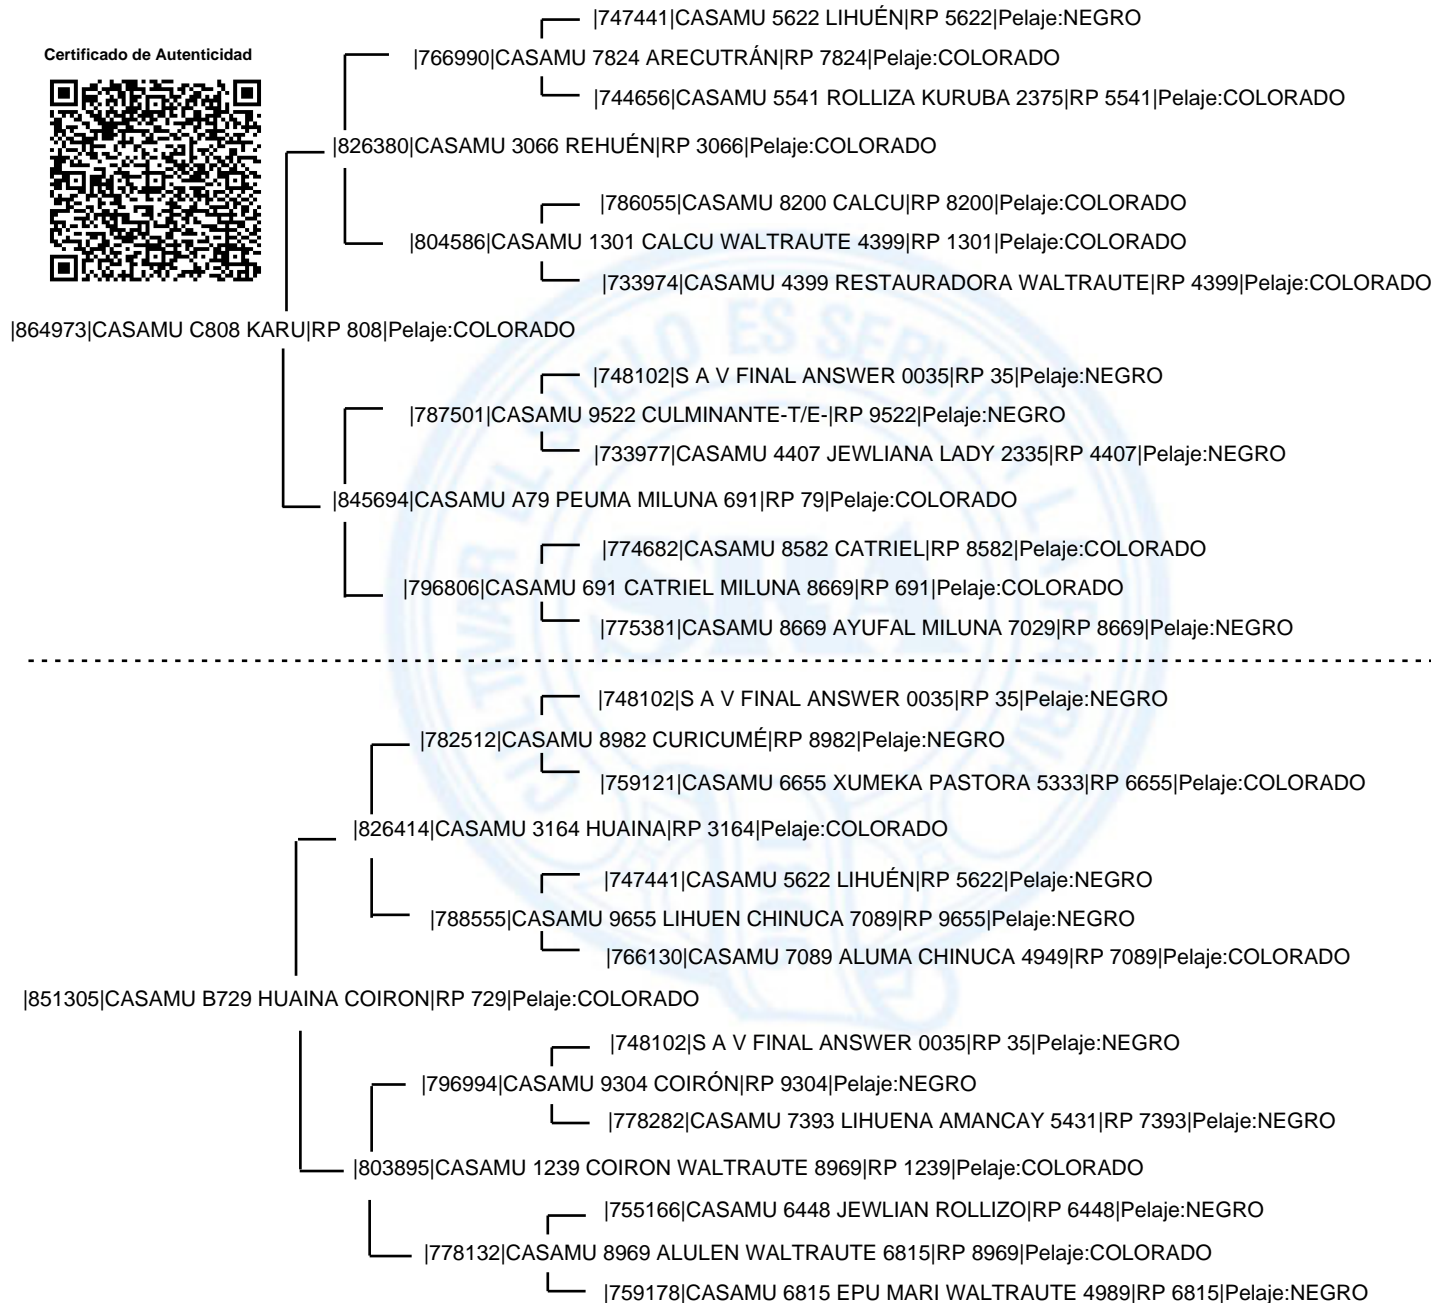 |747441|CASAMU 5622 LIHUÉN|RP 5622|Pelaje:NEGRO
Certificado de Autenticidad
|766990|CASAMU 7824 ARECUTRÁN|RP 7824|Pelaje:COLORADO
|744656|CASAMU 5541 ROLLIZA KURUBA 2375|RP 5541|Pelaje:COLORADO
|826380|CASAMU 3066 REHUÉN|RP 3066|Pelaje:COLORADO
|786055|CASAMU 8200 CALCU|RP 8200|Pelaje:COLORADO
|804586|CASAMU 1301 CALCU WALTRAUTE 4399|RP 1301|Pelaje:COLORADO
|733974|CASAMU 4399 RESTAURADORA WALTRAUTE|RP 4399|Pelaje:COLORADO
|864973|CASAMU C808 KARU|RP 808|Pelaje:COLORADO
|748102|S A V FINAL ANSWER 0035|RP 35|Pelaje:NEGRO
|787501|CASAMU 9522 CULMINANTE-T/E-|RP 9522|Pelaje:NEGRO
|733977|CASAMU 4407 JEWLIANA LADY 2335|RP 4407|Pelaje:NEGRO
|845694|CASAMU A79 PEUMA MILUNA 691|RP 79|Pelaje:COLORADO
|774682|CASAMU 8582 CATRIEL|RP 8582|Pelaje:COLORADO
|796806|CASAMU 691 CATRIEL MILUNA 8669|RP 691|Pelaje:COLORADO
|775381|CASAMU 8669 AYUFAL MILUNA 7029|RP 8669|Pelaje:NEGRO
|748102|S A V FINAL ANSWER 0035|RP 35|Pelaje:NEGRO
|782512|CASAMU 8982 CURICUMÉ|RP 8982|Pelaje:NEGRO
|759121|CASAMU 6655 XUMEKA PASTORA 5333|RP 6655|Pelaje:COLORADO
|826414|CASAMU 3164 HUAINA|RP 3164|Pelaje:COLORADO
|747441|CASAMU 5622 LIHUÉN|RP 5622|Pelaje:NEGRO
|788555|CASAMU 9655 LIHUEN CHINUCA 7089|RP 9655|Pelaje:NEGRO
|766130|CASAMU 7089 ALUMA CHINUCA 4949|RP 7089|Pelaje:COLORADO
|851305|CASAMU B729 HUAINA COIRON|RP 729|Pelaje:COLORADO
|748102|S A V FINAL ANSWER 0035|RP 35|Pelaje:NEGRO
|796994|CASAMU 9304 COIRÓN|RP 9304|Pelaje:NEGRO
|778282|CASAMU 7393 LIHUENA AMANCAY 5431|RP 7393|Pelaje:NEGRO
|803895|CASAMU 1239 COIRON WALTRAUTE 8969|RP 1239|Pelaje:COLORADO
|755166|CASAMU 6448 JEWLIAN ROLLIZO|RP 6448|Pelaje:NEGRO
|778132|CASAMU 8969 ALULEN WALTRAUTE 6815|RP 8969|Pelaje:COLORADO
|759178|CASAMU 6815 EPU MARI WALTRAUTE 4989|RP 6815|Pelaje:NEGRO
CULTIVAR EL SUELO ES SERVIR A LA PATRIA
SRA